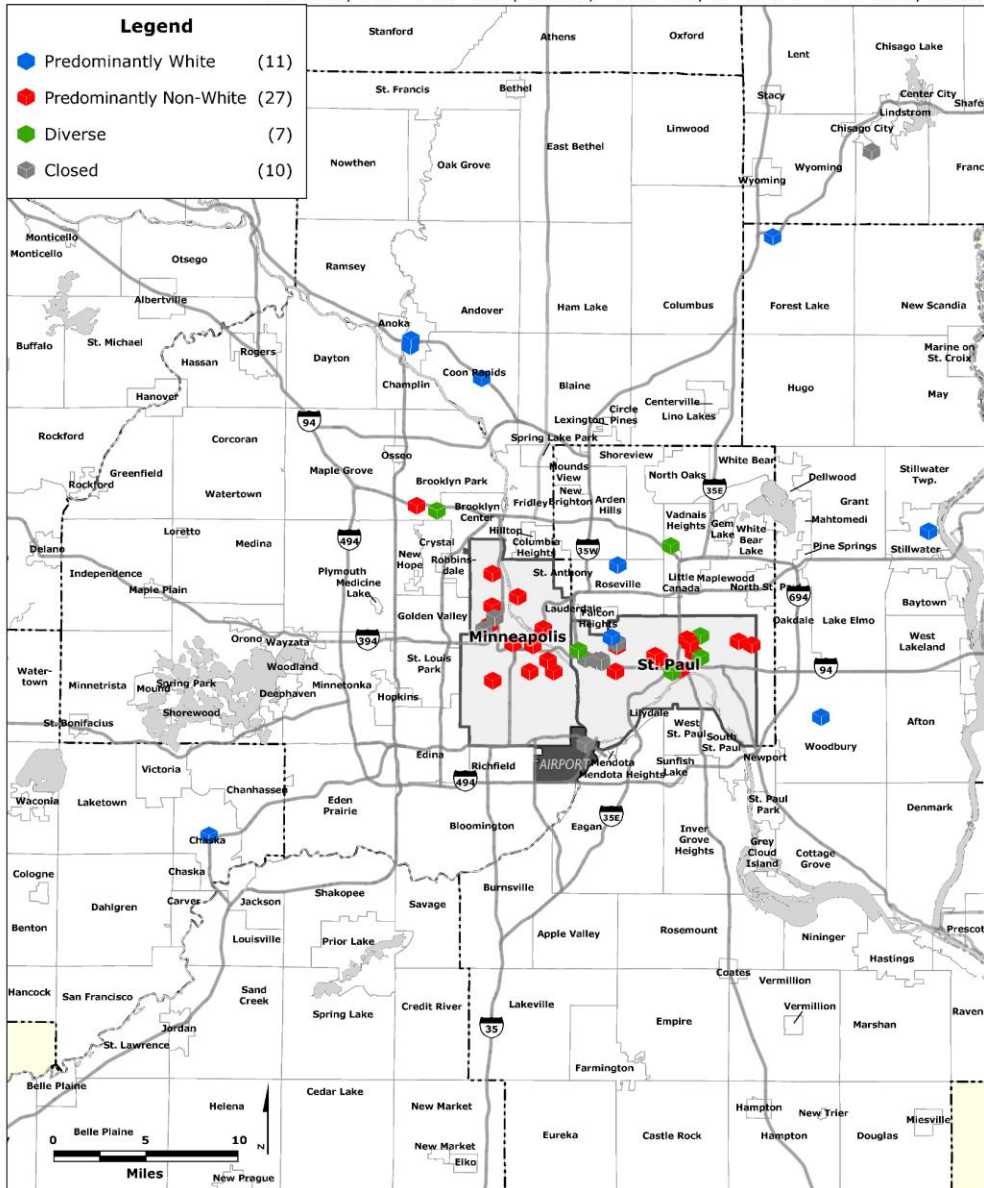 Legend
Predominantly White (11)
Predominantly Non-White (27)
Diverse (7)
Closed (10)
Stanford
Athens
Oxford
Lent
Chisago Lake
St. Francis
Bethel
Stacy
Center City
Lindstrom
Shafe
Chisago City
Linwood
East Bethel
Nowthen
Oak Grove
Wyoming
Wyoming
Franc
Monticello
Monticello
Otsego
Ramsey
Albertville
Andover
Ham Lake
Columbus
Forest Lake
New Scandia
Anoka
Buffalo
St. Michael
Hassan
Rogers
Dayton
Marine on
St. Croix
Coon Rapids
Champlin
Blaine
Hugo
May
Hanover
Centerville
Lino Lakes
Circle
Pines
Lexington
94
Rockford
Corcoran
Spring Lake Park
Osseo
Shoreview
Maple Grove
Mounds
View
North Oaks
White Bear
Stillwater
Twp.
Greenfield
Rockford
Brooklyn Park
35E
Dellwood
Grant
Watertown
New
Brighton
Arden
Hills
Fridley
Brooklyn
Center
Vadnais
Heights
Gem
Lake
White
Bear
Lake
Mahtomedi
Loretto
Medina
494
Crystal
Hilltop
Columbia
Heights
35W
Pine Springs
Stillwater
Delano
New
Hope
Robbins-
dale
St. Anthony
Roseville
Little
Canada
Maplewood
North St. Paul
Independence
Maple Plain
Plymouth
Medicine
Lake
694
Baytown
Golden Valley
Lauderdale
Falcon
Heights
Oakdale
Lake Elmo
Orono
Wayzata
Woodland
394
Minneapolis
West
Lakeland
Water-
town
St. Louis
Park
St. Paul
94
Minnetrista
Mound
Spring Park
Deephaven
Minnetonka
Hopkins
Shorewood
St. Bonifacius
Lilydale
West
St. Paul
South
St. Paul
Afton
Woodbury
Edina
Richfield
AIRPORT
Mendota
Mendota Heights
Sunfish
Lake
Newport
Victoria
494
Waconia
Laketown
Chanhassen
Eden
Prairie
St. Paul
Park
Denmark
Bloomington
Eagan
35E
Inver
Grove
Heights
Grey
Cloud
Island
Cottage
Grove
Chaska
Cologne
Chaska
Carver
Jackson
Shakopee
Burnsville
Dahlgren
Savage
Benton
Louisville
Prior Lake
Apple Valley
Rosemount
Nininger
Prescot
Hastings
Hancock
San Francisco
Sand
Creek
Spring Lake
Credit River
Lakeville
Coates
Vermillion
Vermillion
Raven
Jordan
35
Empire
Marshan
St. Lawrence
Farmington
Belle Plaine
Cedar Lake
Helena
New Market
Hampton
New Trier
Miesville
Belle Plaine
Eureka
Castle Rock
Hampton
Douglas
0 5 10
Miles
N
New Market
Elko
New Prague